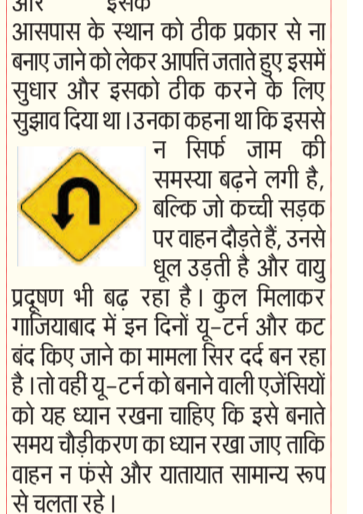 और इसके
आसपास के स्थान को ठीक प्रकार से ना
बनाए जाने को लेकर आपत्ति जताते हुए इसमें
सुधार और इसको ठीक करने के लिए
सुझाव दिया था।उनका कहना था कि इससे
न सिर्फ जाम की
समस्या बढ़ने लगी है,
बल्कि जो कच्ची सड़क
पर वाहन दौड़ते हैं, उनसे
धूल उड़ती है और वायु
प्रदूषण भी बढ़ रहा है। कुल मिलाकर
गाजियाबाद में इन दिनों यू-टर्न और कट
बंद किए जाने का मामला सिर दर्द बन रहा
है।तो वहीं यू-टर्न को बनाने वाली एजेंसियों
को यह ध्यान रखना चाहिए कि इसे बनाते
समय चौड़ीकरण का ध्यान रखा जाए ताकि
वाहन न फंसे और यातायात सामान्य रूप
से चलता रहे।